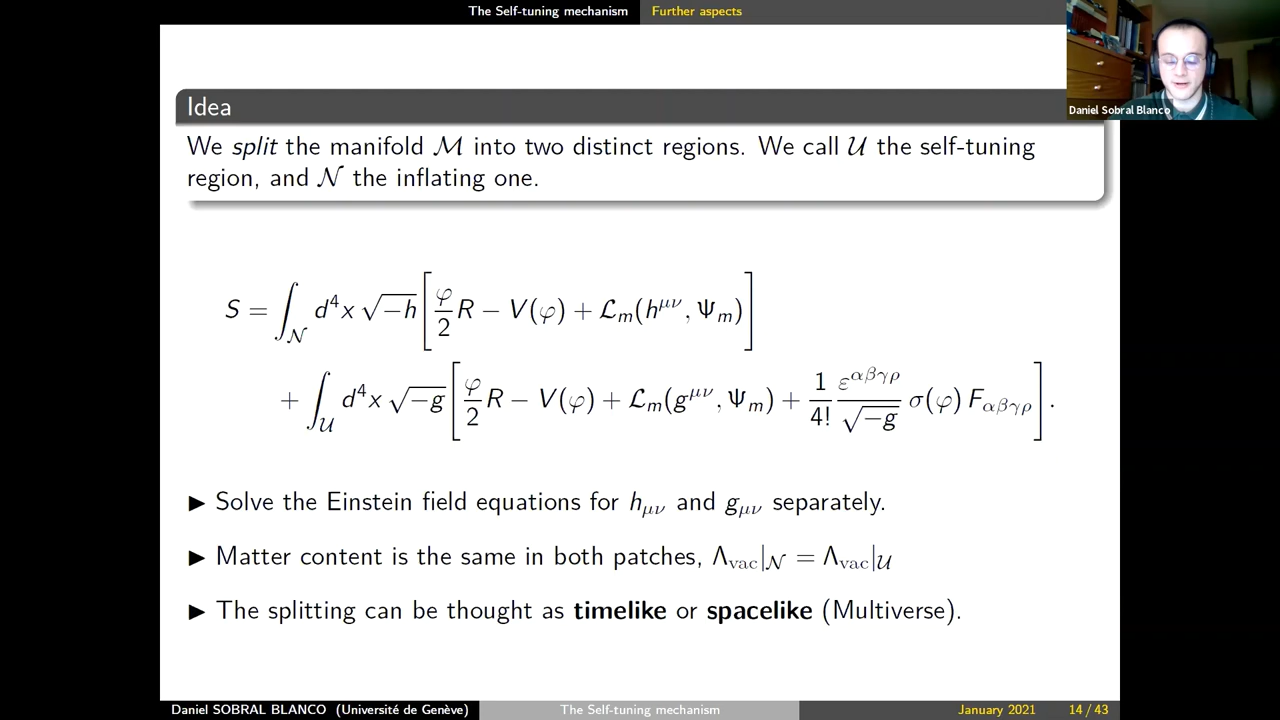 The Self-tuning mechanism Further aspects
Daniel Sobral Blanco
Idea
We split the manifold ℳ into two distinct regions. We call 𝒰 the self-tuning
region, and 𝒩 the inflating one.
S = ∫_𝒩 d⁴x √−h [ φ/2 R − V(φ) + ℒₘ(h^{μν}, Ψₘ) ]
+ ∫_𝒰 d⁴x √−g [ φ/2 R − V(φ) + ℒₘ(g^{μν}, Ψₘ) + 1/4! ε^{αβγρ}/√−g σ(φ) F_{αβγρ} ].
▶ Solve the Einstein field equations for h_{μν} and g_{μν} separately.
▶ Matter content is the same in both patches, Λ_vac|_𝒩 = Λ_vac|_𝒰
▶ The splitting can be thought as timelike or spacelike (Multiverse).
Daniel SOBRAL BLANCO (Université de Genève) The Self-tuning mechanism January 2021 14 / 43